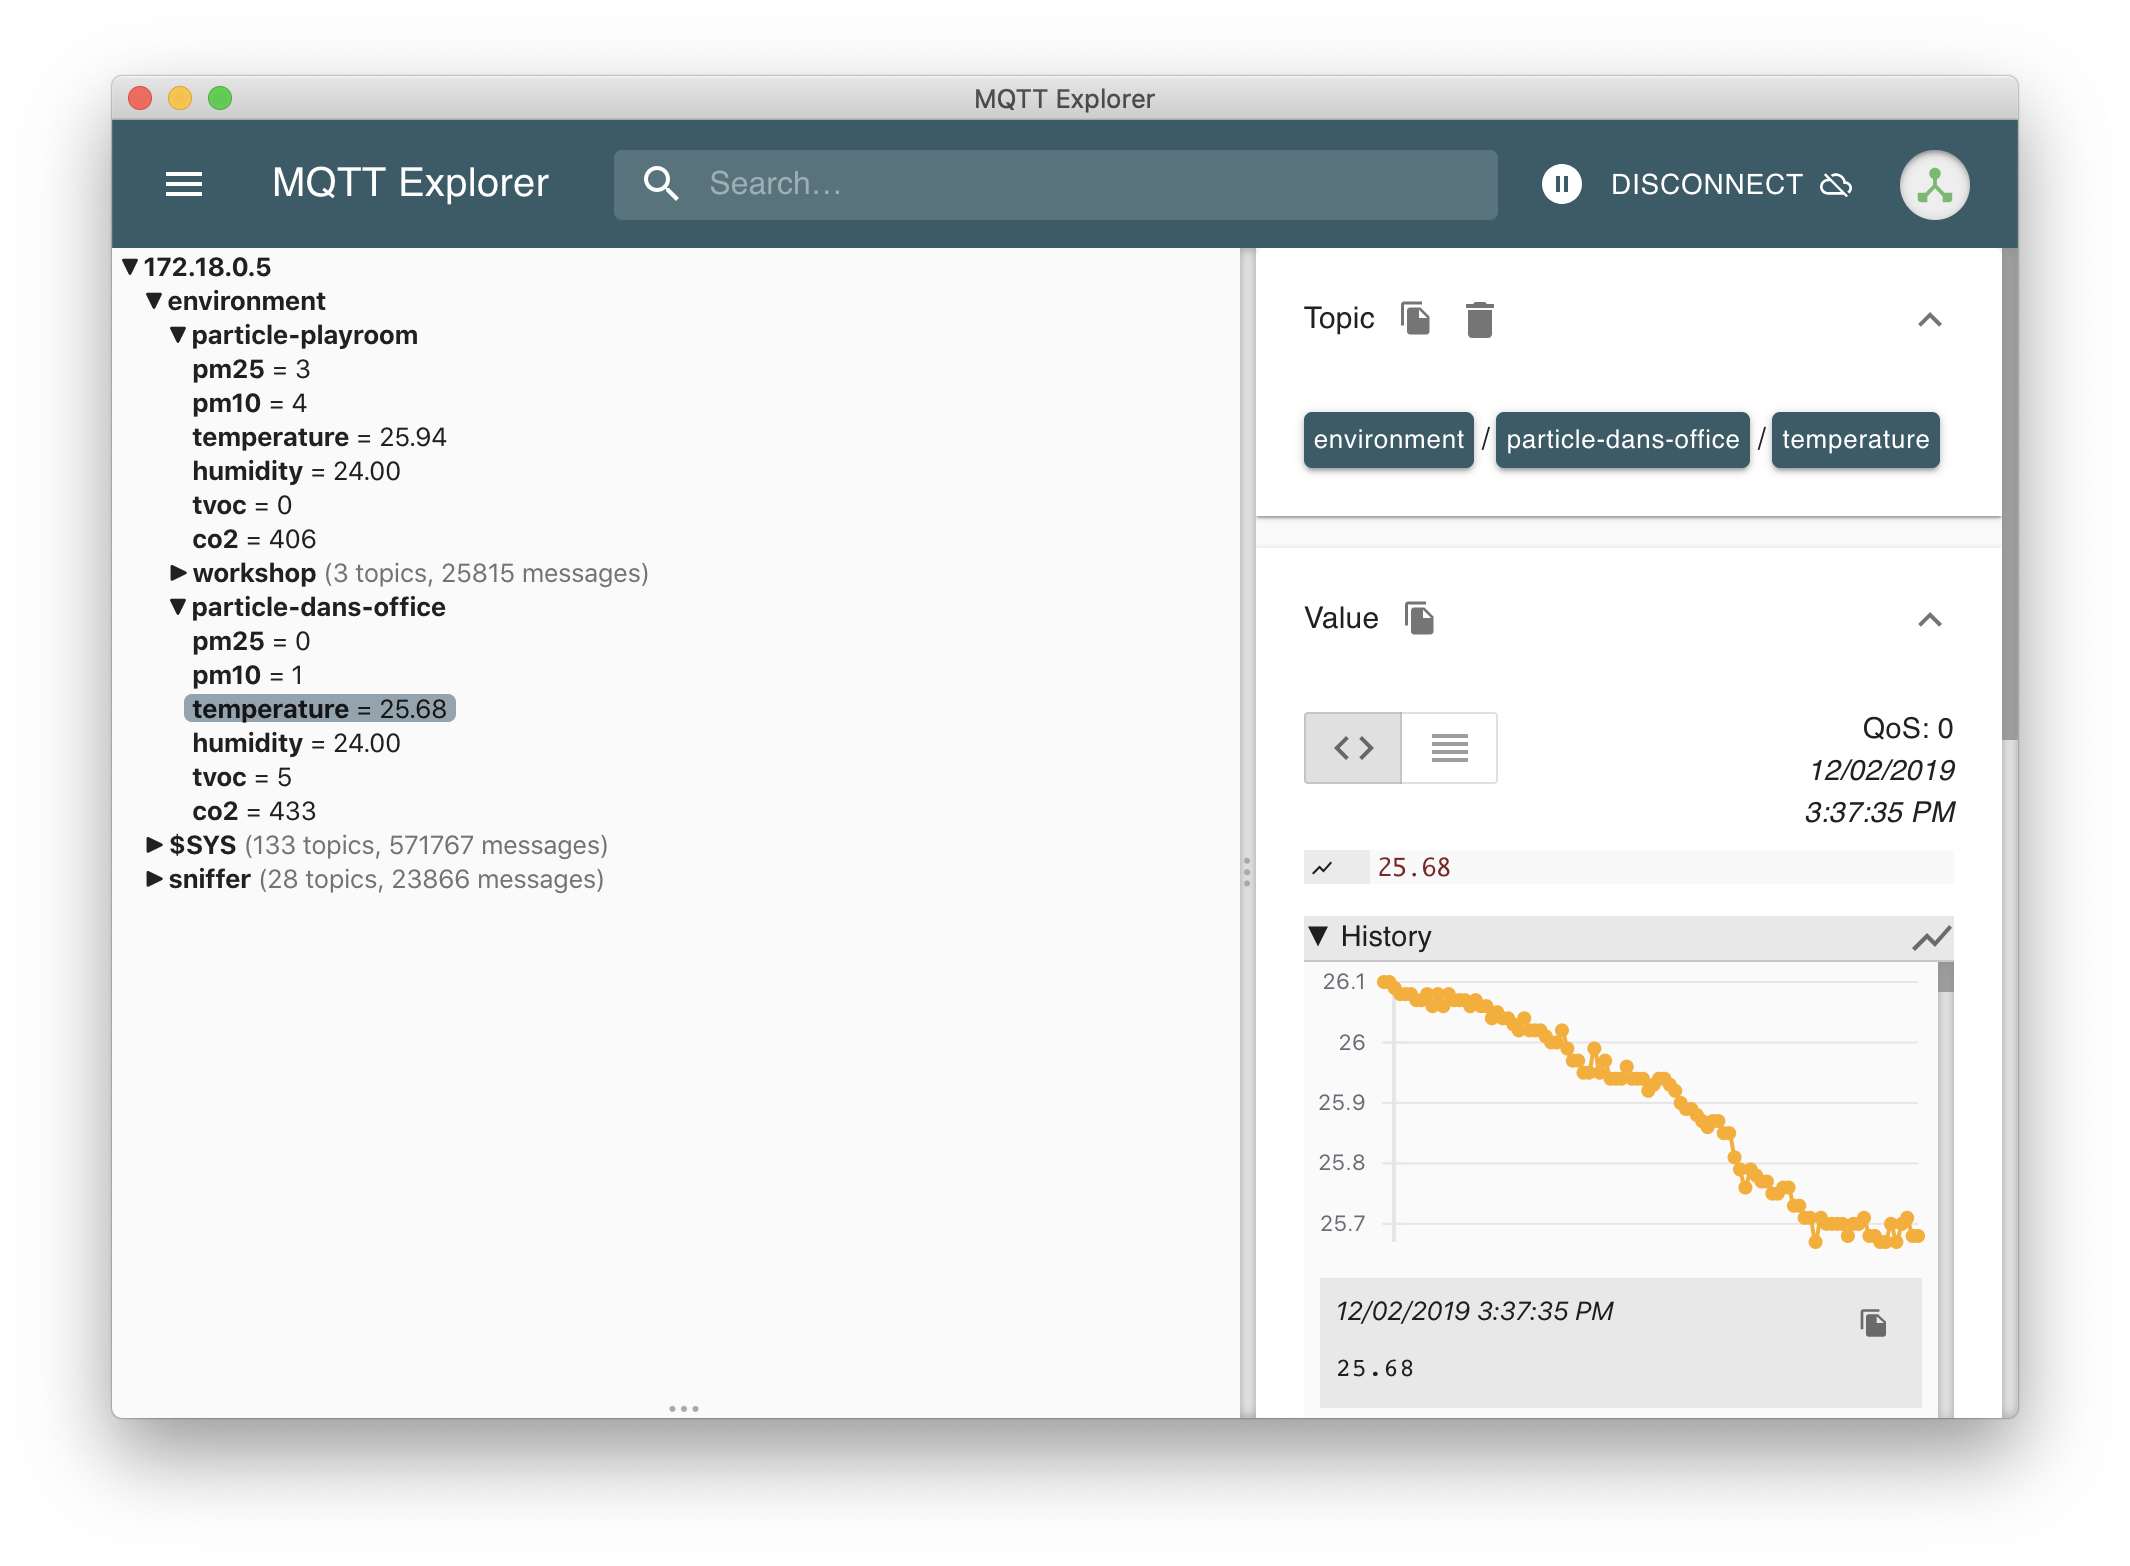 MQTT Explorer
MQTT Explorer
Search...
DISCONNECT
172.18.0.5
environment
particle-playroom
pm25 = 3
pm10 = 4
temperature = 25.94
humidity = 24.00
tvoc = 0
co2 = 406
workshop (3 topics, 25815 messages)
particle-dans-office
pm25 = 0
pm10 = 1
temperature = 25.68
humidity = 24.00
tvoc = 5
co2 = 433
$SYS (133 topics, 571767 messages)
sniffer (28 topics, 23866 messages)
Topic
environment / particle-dans-office / temperature
Value
QoS: 0
12/02/2019
3:37:35 PM
25.68
History
26.1
26
25.9
25.8
25.7
12/02/2019 3:37:35 PM
25.68